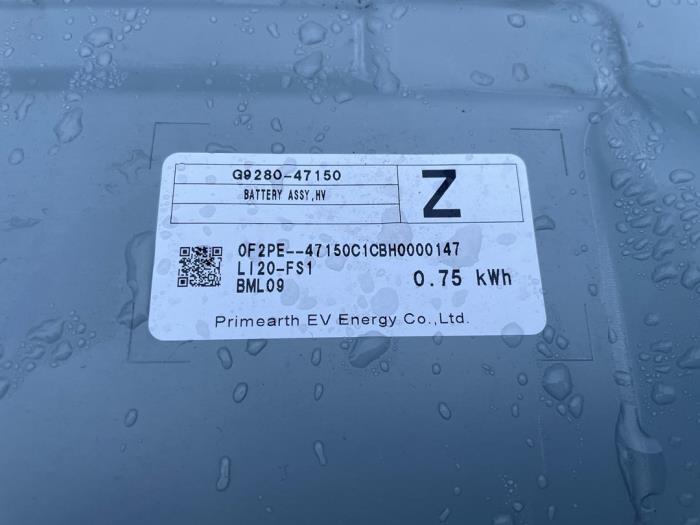 G9280-47150
BATTERY ASSY,HV
Z
0F2PE--47150C1CBH0000147
LI20-FS1
BML09
0.75 kWh
Primearth EV Energy Co.,Ltd.